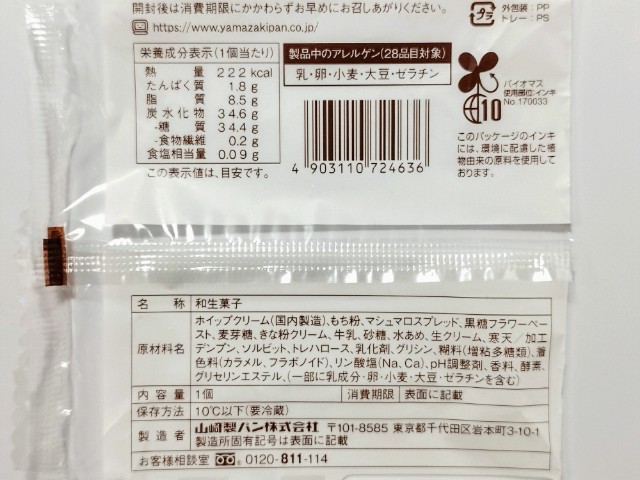 開封後は消費期限にかかわらずお早めにお召しあがりください。
https://www.yamazakipan.co.jp/
プラ
外包装:PP
トレー:PS
栄養成分表示(1個当たり)
熱量 222 kcal
たんぱく質 1.8 g
脂質 8.5 g
炭水化物 34.6 g
-糖質 34.4 g
-食物繊維 0.2 g
食塩相当量 0.09 g
この表示値は、目安です。
製品中のアレルゲン(28品目対象)
乳・卵・小麦・大豆・ゼラチン
4 903110 724636
10
バイオマス
使用部位:インキ
No.170033
このパッケージのインキ
には、環境に配慮した植
物由来の原料を使用して
おります。
名称 和生菓子
原材料名
ホイップクリーム(国内製造)、もち粉、マシュマロスプレッド、黒糖フラワーペー
スト、麦芽糖、きな粉クリーム、牛乳、砂糖、水あめ、生クリーム、寒天/加工
デンプン、ソルビット、トレハロース、乳化剤、グリシン、糊料(増粘多糖類)、着
色料(カラメル、フラボノイド)、リン酸塩(Na、Ca)、pH調整剤、香料、酵素、
グリセリンエステル、(一部に乳成分・卵・小麦・大豆・ゼラチンを含む)
内容量 1個 消費期限 表面に記載
保存方法 10℃以下(要冷蔵)
製造者 山崎製パン株式会社 〒101-8585 東京都千代田区岩本町3-10-1
製造所固有記号は表面に記載
お客様相談室 0120-811-114